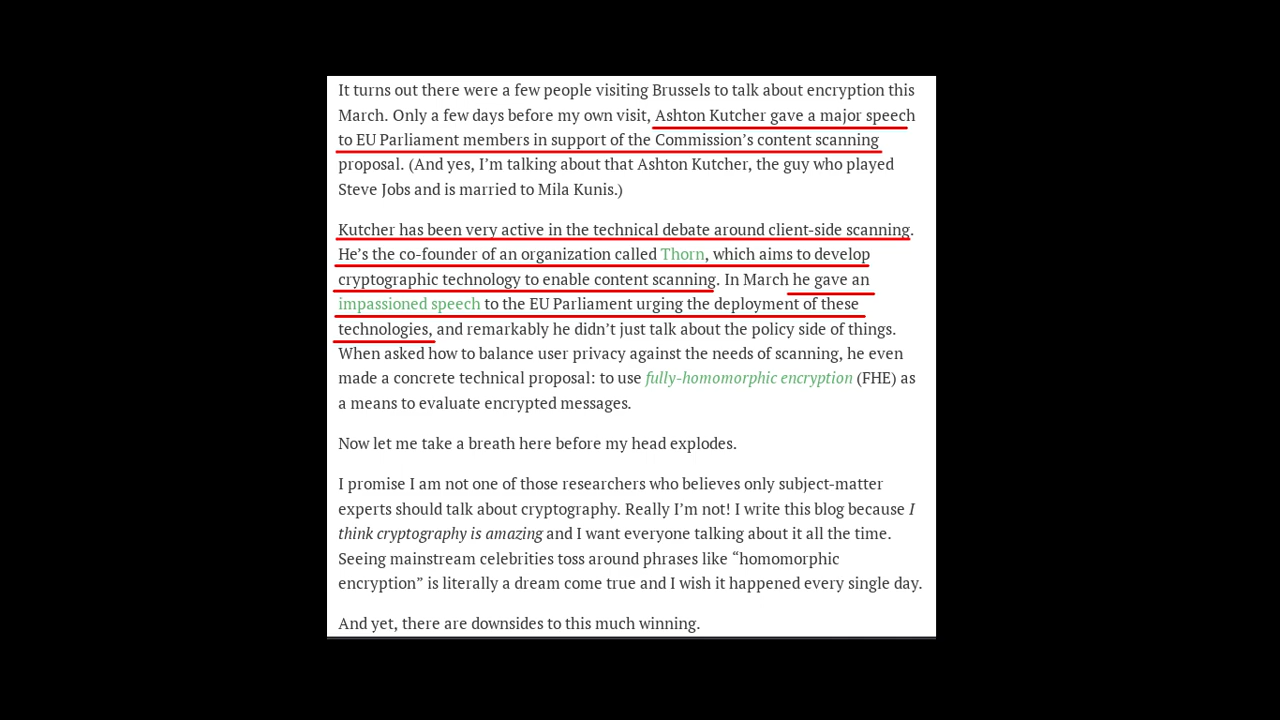 It turns out there were a few people visiting Brussels to talk about encryption this
March. Only a few days before my own visit, Ashton Kutcher gave a major speech
to EU Parliament members in support of the Commission’s content scanning
proposal. (And yes, I’m talking about that Ashton Kutcher, the guy who played
Steve Jobs and is married to Mila Kunis.)
Kutcher has been very active in the technical debate around client-side scanning.
He’s the co-founder of an organization called Thorn, which aims to develop
cryptographic technology to enable content scanning. In March he gave an
impassioned speech to the EU Parliament urging the deployment of these
technologies, and remarkably he didn’t just talk about the policy side of things.
When asked how to balance user privacy against the needs of scanning, he even
made a concrete technical proposal: to use fully-homomorphic encryption (FHE) as
a means to evaluate encrypted messages.
Now let me take a breath here before my head explodes.
I promise I am not one of those researchers who believes only subject-matter
experts should talk about cryptography. Really I’m not! I write this blog because I
think cryptography is amazing and I want everyone talking about it all the time.
Seeing mainstream celebrities toss around phrases like “homomorphic
encryption” is literally a dream come true and I wish it happened every single day.
And yet, there are downsides to this much winning.